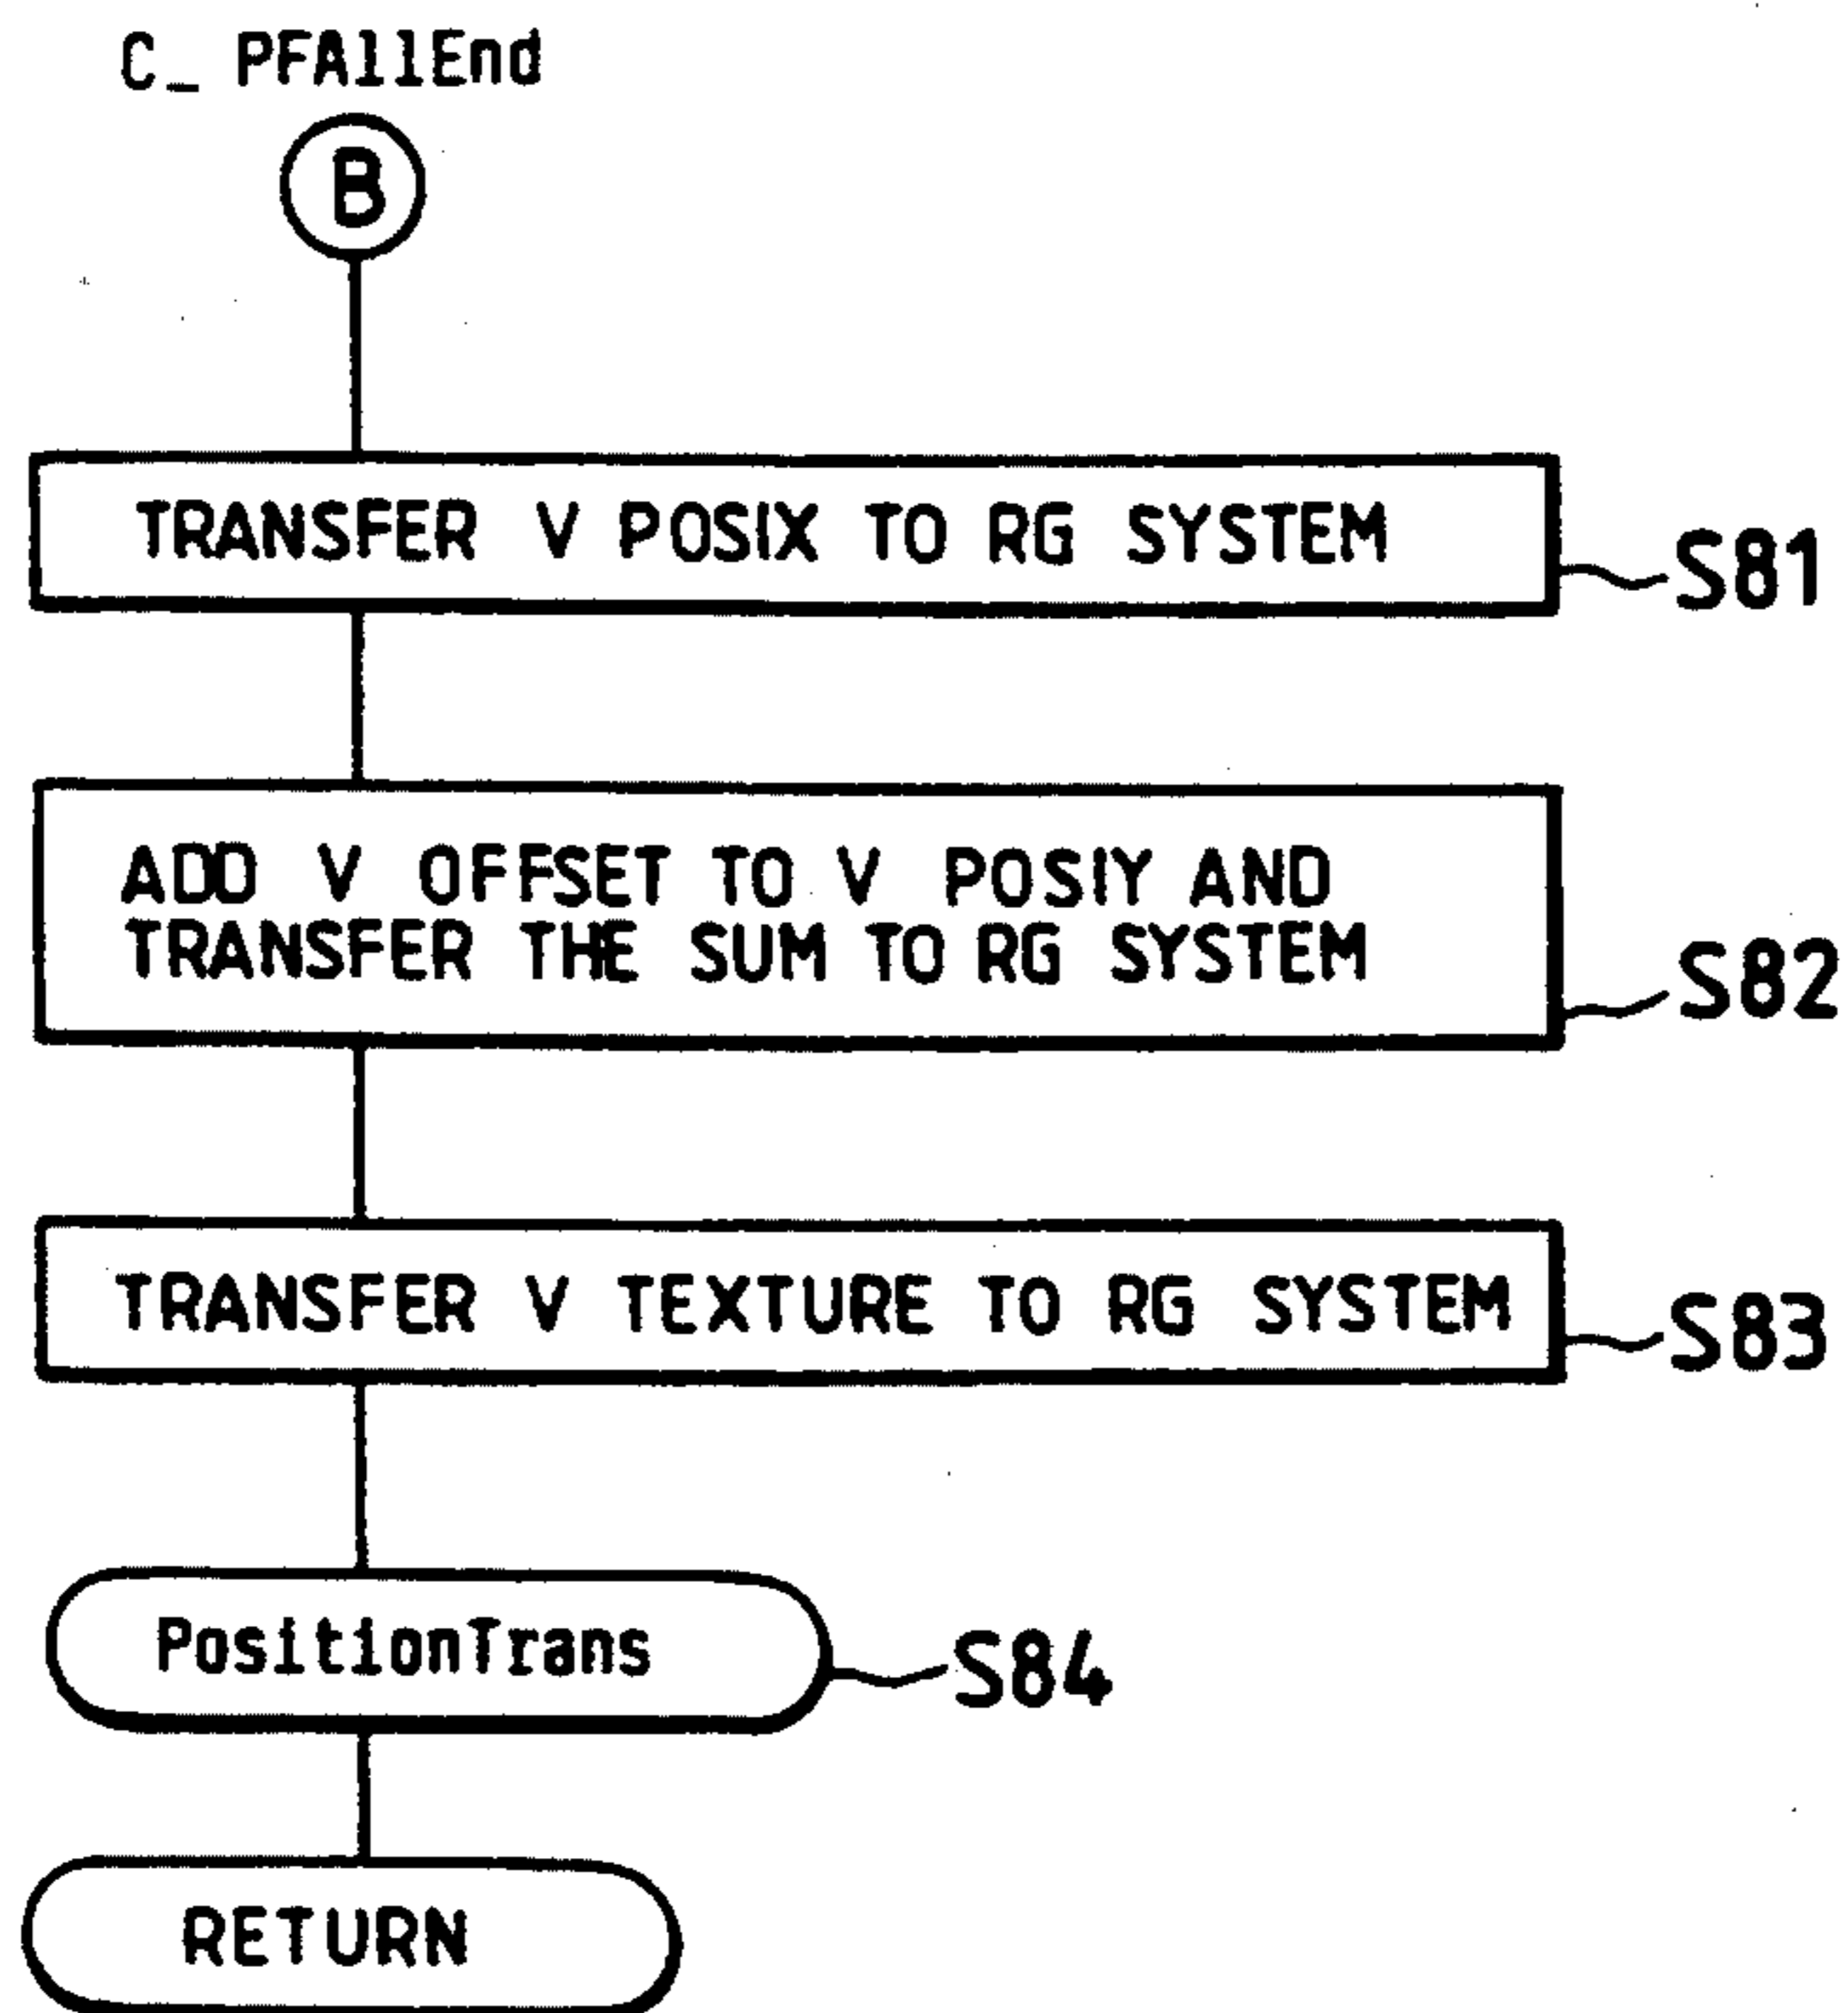 C_ PFAllEnd
B
TRANSFER V POSIX TO RG SYSTEM
S81
ADD V OFFSET TO V POSIY AND
TRANSFER THE SUM TO RG SYSTEM
S82
TRANSFER V TEXTURE TO RG SYSTEM
S83
PositionTrans
S84
RETURN